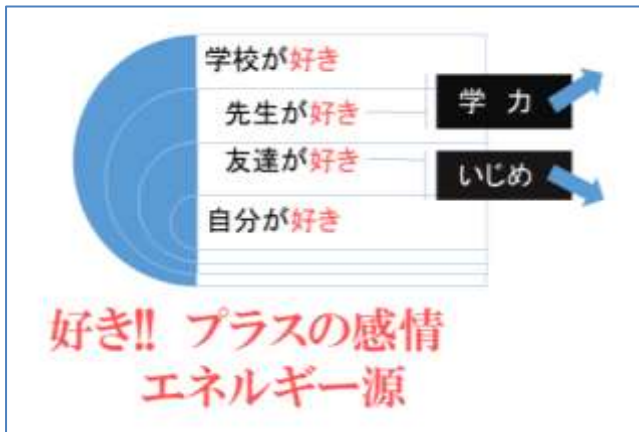 学校が好き
先生が好き
学 力
友達が好き
いじめ
自分が好き
好き!! プラスの感情
エネルギー源